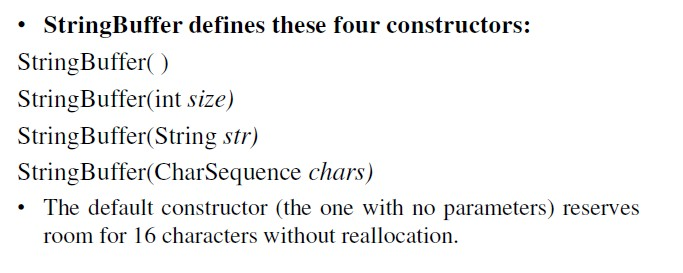 • StringBuffer defines these four constructors:
StringBuffer( )
StringBuffer(int size)
StringBuffer(String str)
StringBuffer(CharSequence chars)
• The default constructor (the one with no parameters) reserves
room for 16 characters without reallocation.